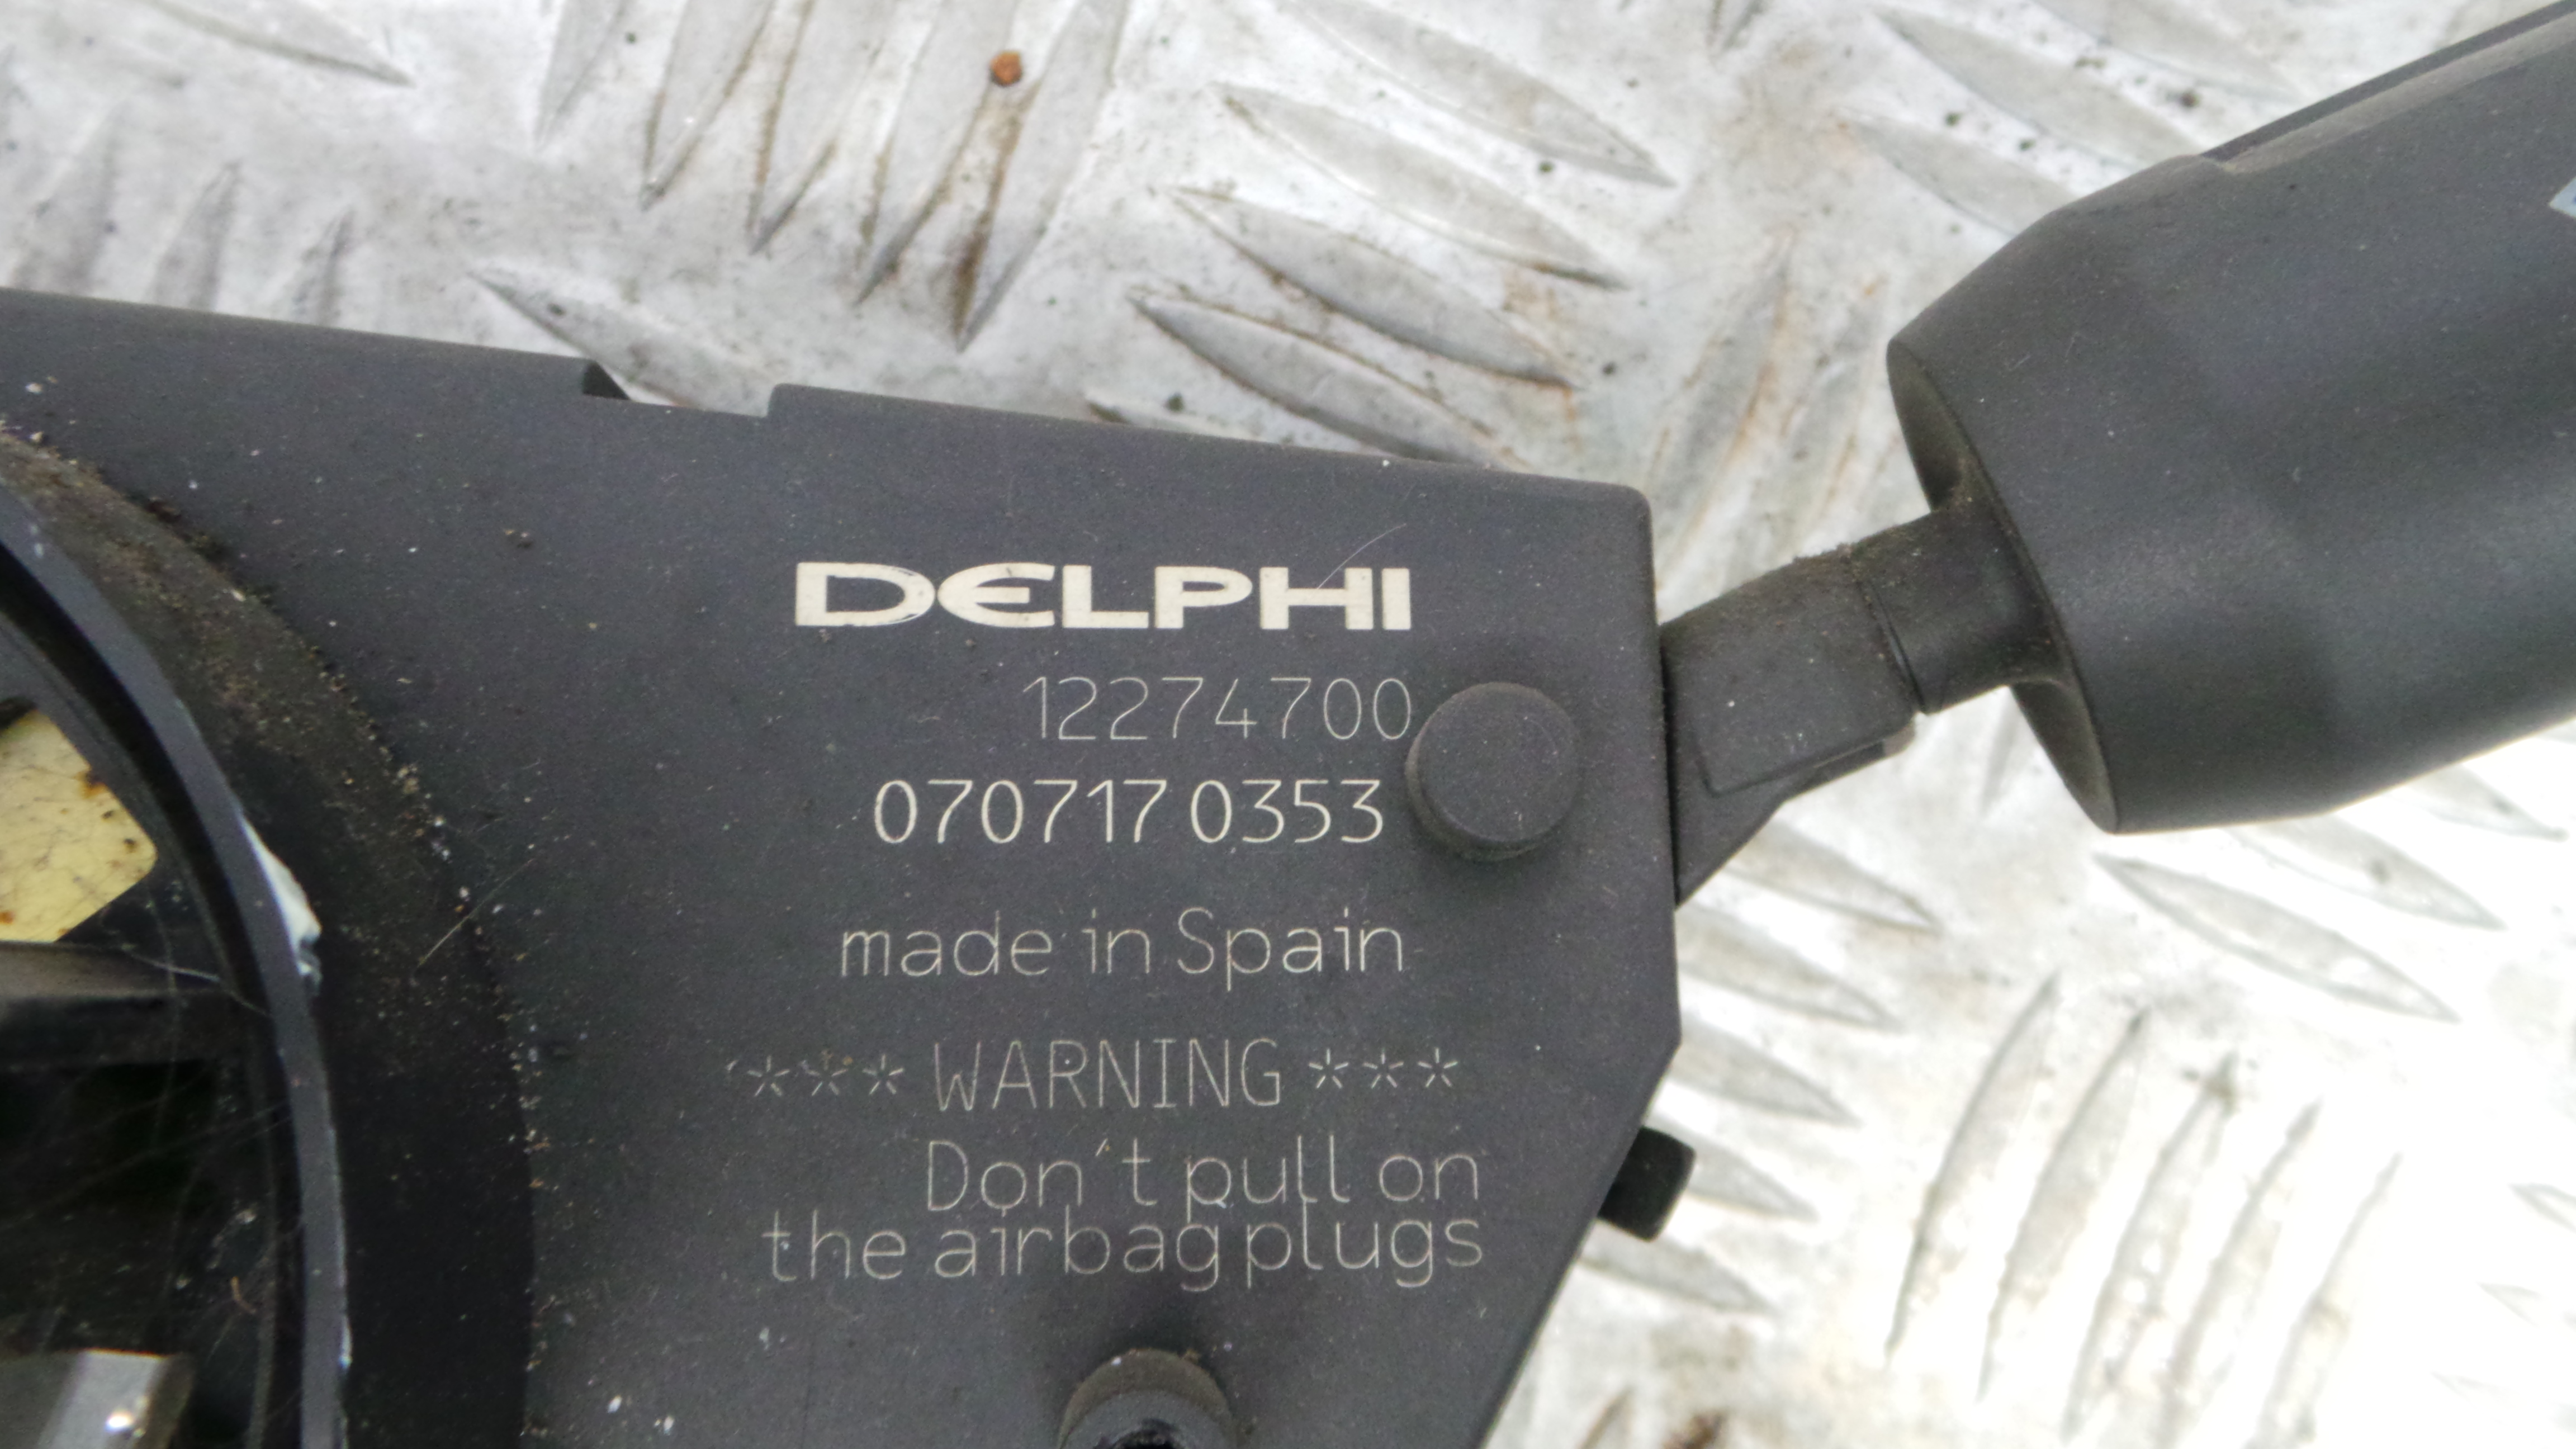 DELPHI
12274700
070717 0353
made in Spain
*** WARNING ***
Don't pull on
the airbag plugs